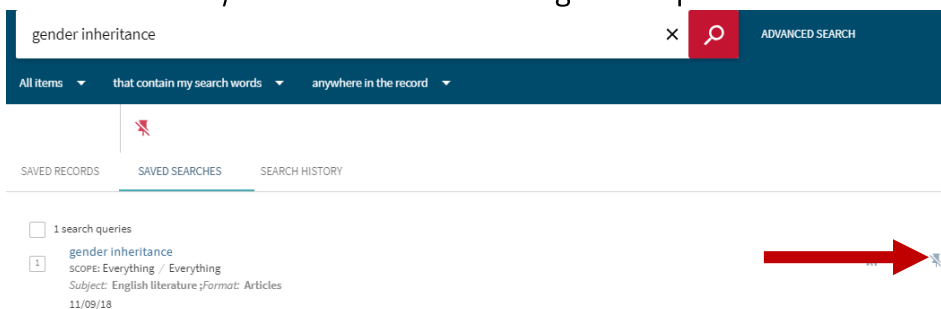 gender inheritance
ADVANCED SEARCH
All items that contain my search words anywhere in the record
SAVED RECORDS SAVED SEARCHES SEARCH HISTORY
1 search queries
gender inheritance
1
SCOPE: Everything / Everything
Subject: English literature ;Format: Articles
11/09/18